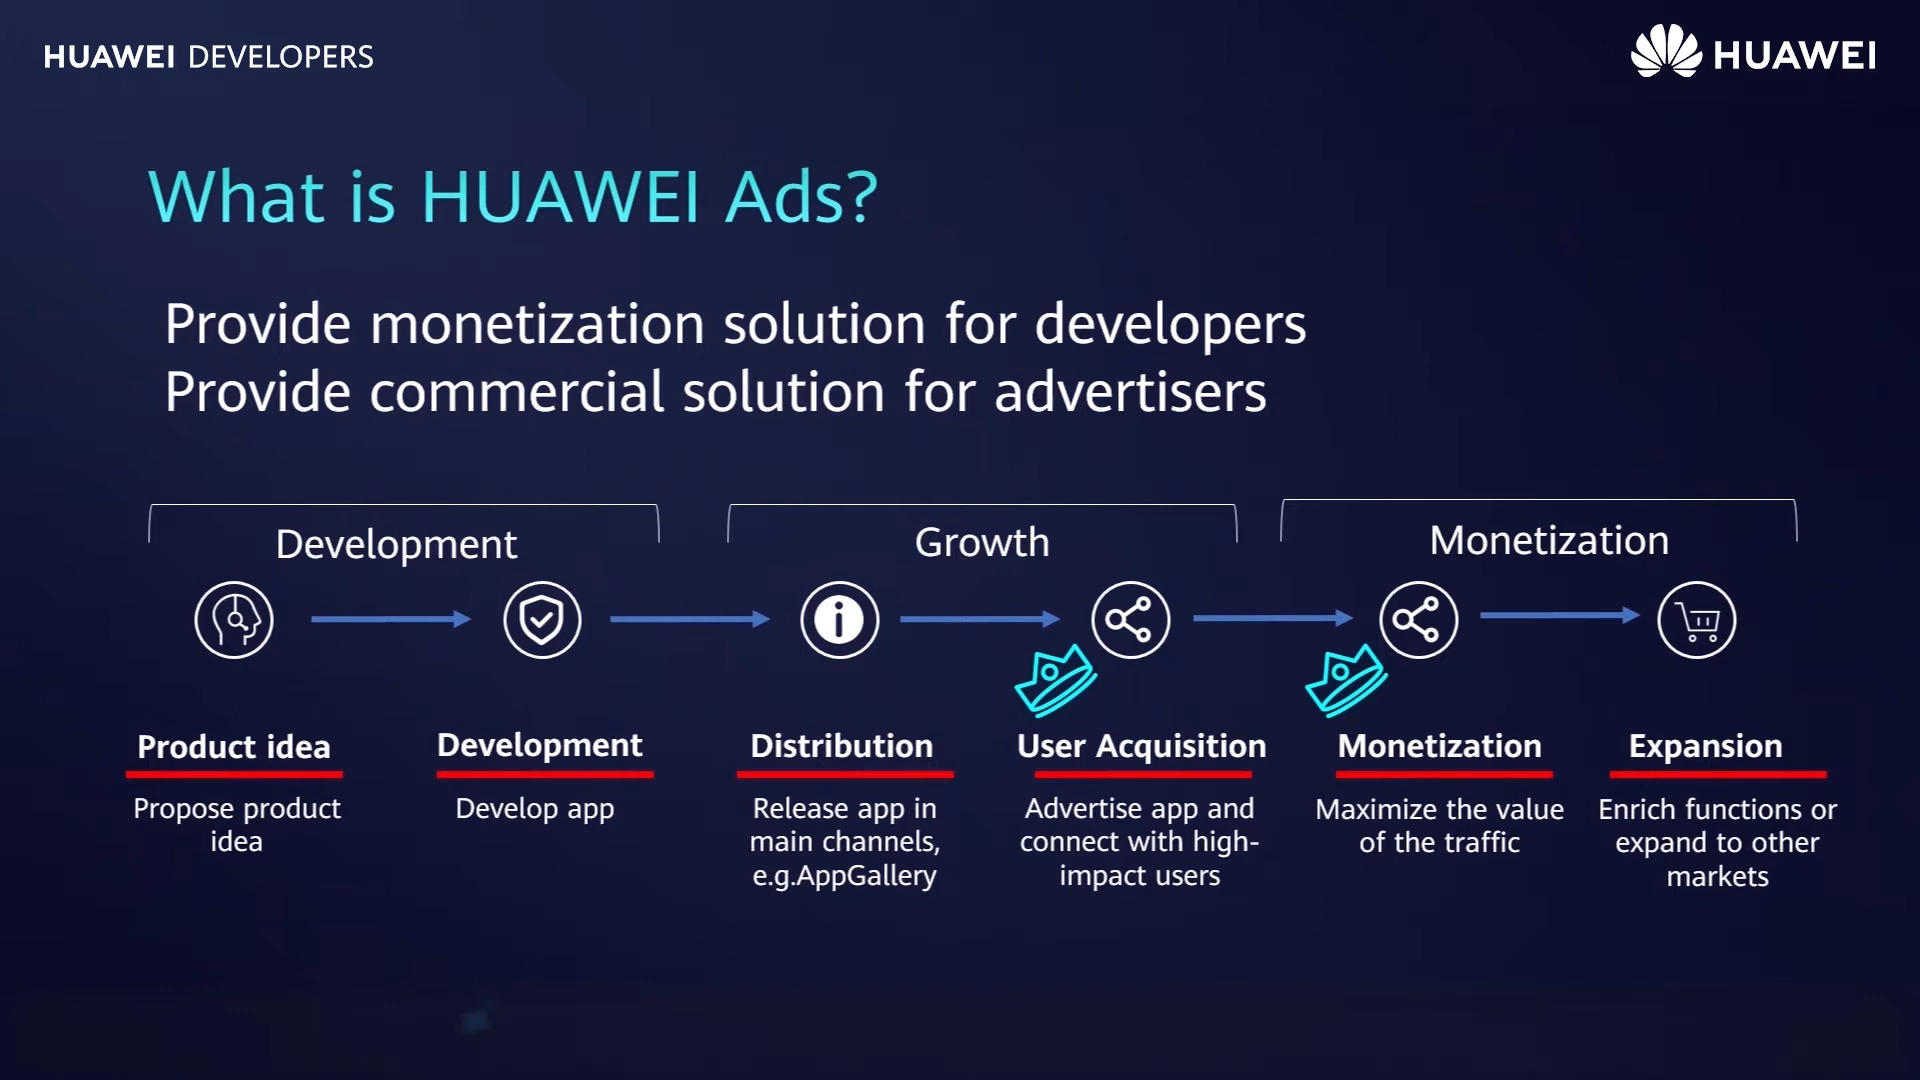 HUAWEI DEVELOPERS
HUAWEI
What is HUAWEI Ads?
Provide monetization solution for developers
Provide commercial solution for advertisers
Development
Growth
Monetization
Product idea
Propose product
idea
Development
Develop app
Distribution
Release app in
main channels,
e.g.AppGallery
User Acquisition
Advertise app and
connect with high-
impact users
Monetization
Maximize the value
of the traffic
Expansion
Enrich functions or
expand to other
markets